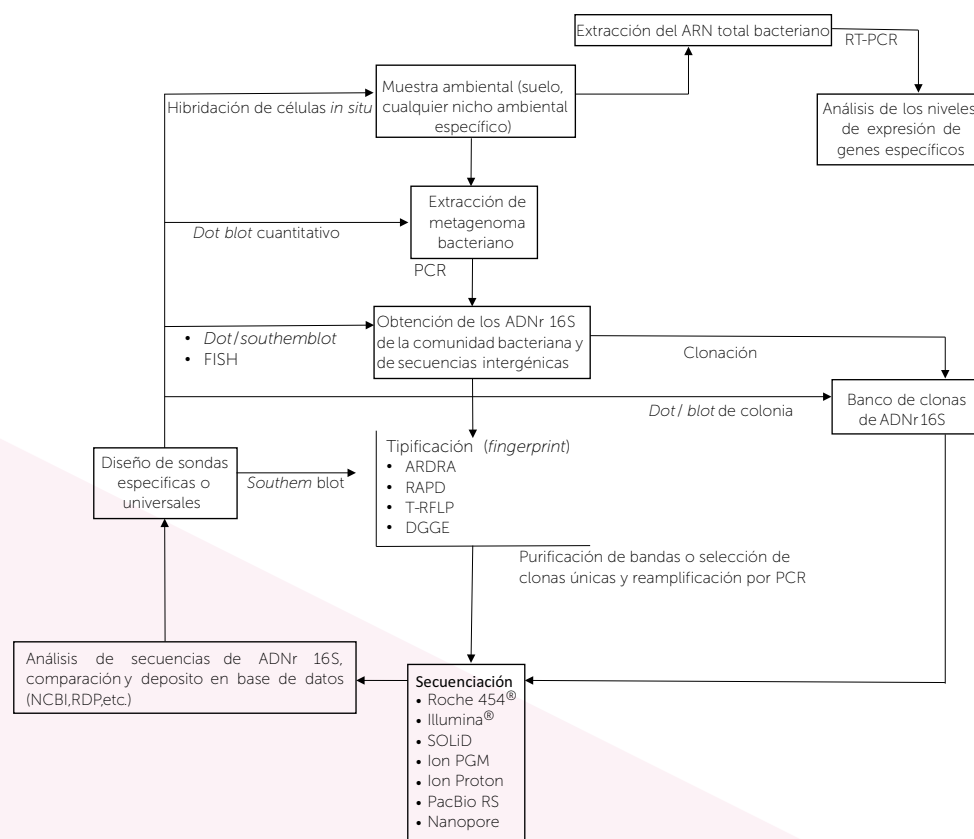 Extracción del ARN total bacteriano
RT-PCR
Muestra ambiental (suelo,
cualquier nicho ambiental
específico)
Hibridación de células in situ
Análisis de los niveles
de expresión de
genes específicos
Extracción de
metagenoma
bacteriano
Dot blot cuantitativo
PCR
Obtención de los ADNr 16S
de la comunidad bacteriana y
de secuencias intergénicas
• Dot/southemblot
• FISH
Clonación
Dot/ blot de colonia
Banco de clonas
de ADNr 16S
Tipificación (fingerprint)
• ARDRA
• RAPD
• T-RFLP
• DGGE
Diseño de sondas
especificas o
universales
Southem blot
Purificación de bandas o selección de
clonas únicas y reamplificación por PCR
Análisis de secuencias de ADNr 16S,
comparación y deposito en base de datos
(NCBI,RDP,etc.)
Secuenciación
• Roche 454®
• Illumina®
• SOLiD
• Ion PGM
• Ion Proton
• PacBio RS
• Nanopore